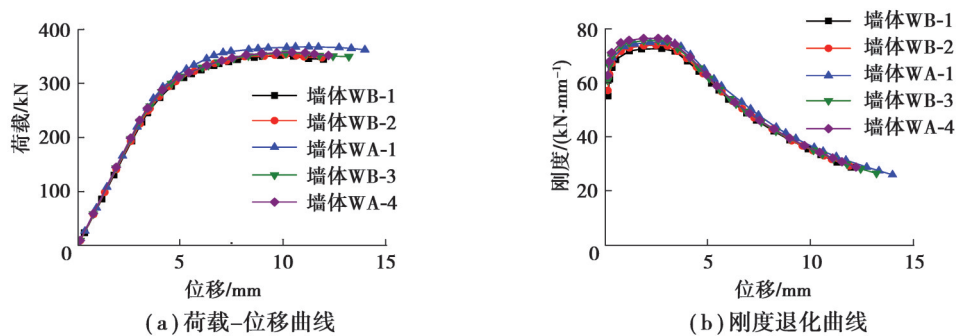 400
300
200
100
0
5
10
15
荷载/kN
位移/mm
墙体WB-1
墙体WB-2
墙体WA-1
墙体WB-3
墙体WA-4
(a)荷载-位移曲线
80
60
40
20
0
5
10
15
刚度/(kN·mm⁻¹)
位移/mm
墙体WB-1
墙体WB-2
墙体WA-1
墙体WB-3
墙体WA-4
(b)刚度退化曲线